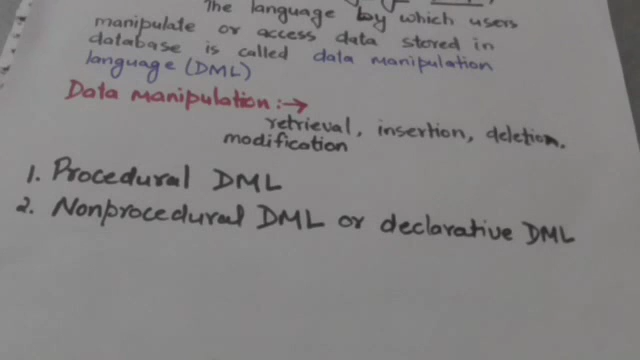 The language by which users
manipulate or access data stored in
database is called data manipulation
language (DML)
Data manipulation :→
retrieval, insertion, deletion,
modification
1. Procedural DML
2. Nonprocedural DML or declarative DML